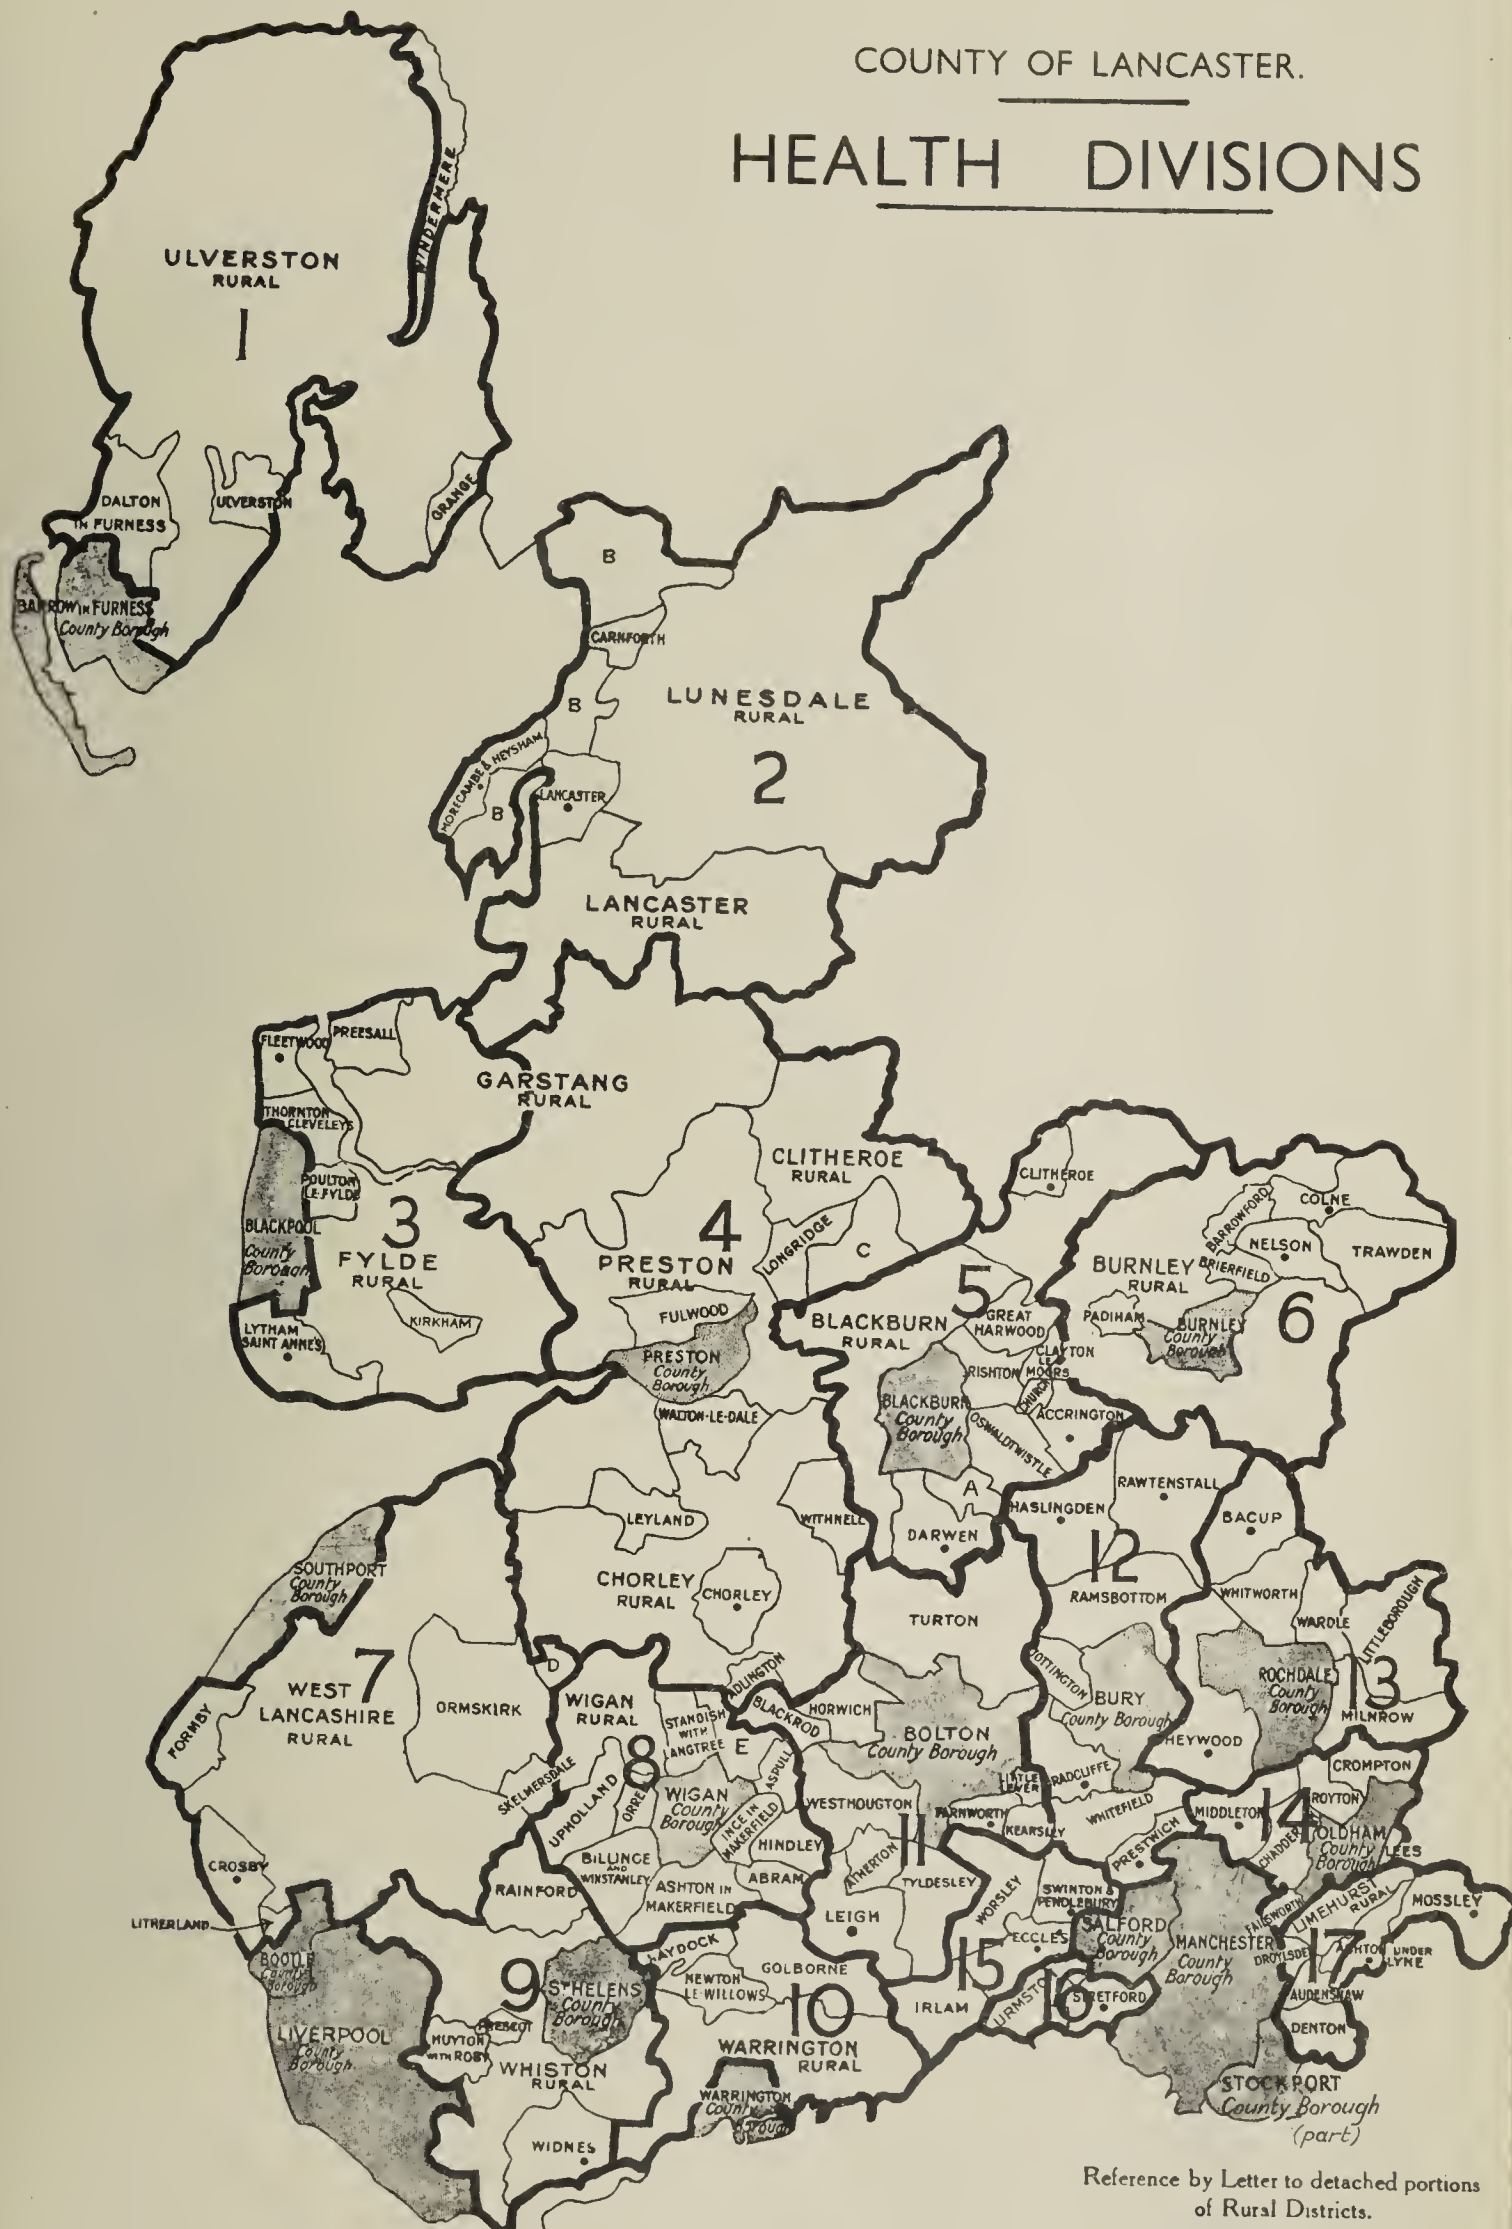 COUNTY OF LANCASTER.
HEALTH DIVISIONS
WINDERMERE
ULVERSTON
RURAL
1
DALTON
IN FURNESS
ULVERSTON
GRANGE
BARROW IN FURNESS
County Borough
B
CARNFORTH
B
LUNESDALE
RURAL
2
MORECAMBE & HEYSHAM
B
LANCASTER
LANCASTER
RURAL
FLEETWOOD
PREESALL
GARSTANG
RURAL
THORNTON
CLEVELEYS
POULTON
LE-FYLDE
BLACKPOOL
County
Borough
3
FYLDE
RURAL
KIRKHAM
LYTHAM
SAINT ANNES
CLITHEROE
RURAL
4
PRESTON
RURAL
LONGRIDGE
C
FULWOOD
PRESTON
County
Borough
WALTON-LE-DALE
CLITHEROE
5
BLACKBURN
RURAL
GREAT
HARWOOD
CLAYTON
LE
MOORS
RISHTON
CHURCH
ACCRINGTON
OSWALDTWISTLE
BLACKBURN
County
Borough
A
DARWEN
BARROWFORD
COLNE
NELSON
TRAWDEN
BRIERFIELD
BURNLEY
RURAL
PADIHAM
BURNLEY
County
Borough
6
LEYLAND
WITHNELL
CHORLEY
RURAL
CHORLEY
HASLINGDEN
RAWTENSTALL
12
RAMSBOTTOM
BACUP
WHITWORTH
WARDLE
LITTLEBOROUGH
ROCHDALE
County
Borough
13
MILNROW
HEYWOOD
SOUTHPORT
County
Borough
7
WEST
LANCASHIRE
RURAL
ORMSKIRK
FORMBY
SKELMERSDALE
D
WIGAN
RURAL
ADLINGTON
BLACKROD
STANDISH
WITH
LANGTREE
E
ASPULL
8
UPHOLLAND
ORRELL
WIGAN
County
Borough
INCE IN
MAKERFIELD
HINDLEY
ABRAM
BILLINGE
AND
WINSTANLEY
ASHTON IN
MAKERFIELD
RAINFORD
TURTON
HORWICH
BOLTON
County Borough
TOTTINGTON
BURY
County Borough
LITTLE
LEVER
RADCLIFFE
WHITEFIELD
PRESTWICH
WESTHOUGTON
11
FARNWORTH
KEARSLEY
ATHERTON
TYLDESLEY
LEIGH
CROMPTON
ROYTON
MIDDLETON
14
CHADDERTON
OLDHAM
County
Borough
LEES
CROSBY
LITHERLAND
BOOTLE
County
Borough
LIVERPOOL
County
Borough
9
ST HELENS
County
Borough
PRESCOT
HUYTON
WITH ROBY
WHISTON
RURAL
WIDNES
HAYDOCK
NEWTON
LE-WILLOWS
GOLBORNE
10
WARRINGTON
RURAL
WARRINGTON
County
Borough
WORSLEY
SWINTON &
PENDLEBURY
ECCLES
15
IRLAM
URMSTON
16
STRETFORD
SALFORD
County
Borough
MANCHESTER
County
Borough
FAILSWORTH
LIMEHURST
RURAL
MOSSLEY
DROYLSDEN
17
ASHTON UNDER
LYNE
AUDENSHAW
DENTON
STOCKPORT
County Borough
(part)
Reference by Letter to detached portions
of Rural Districts.